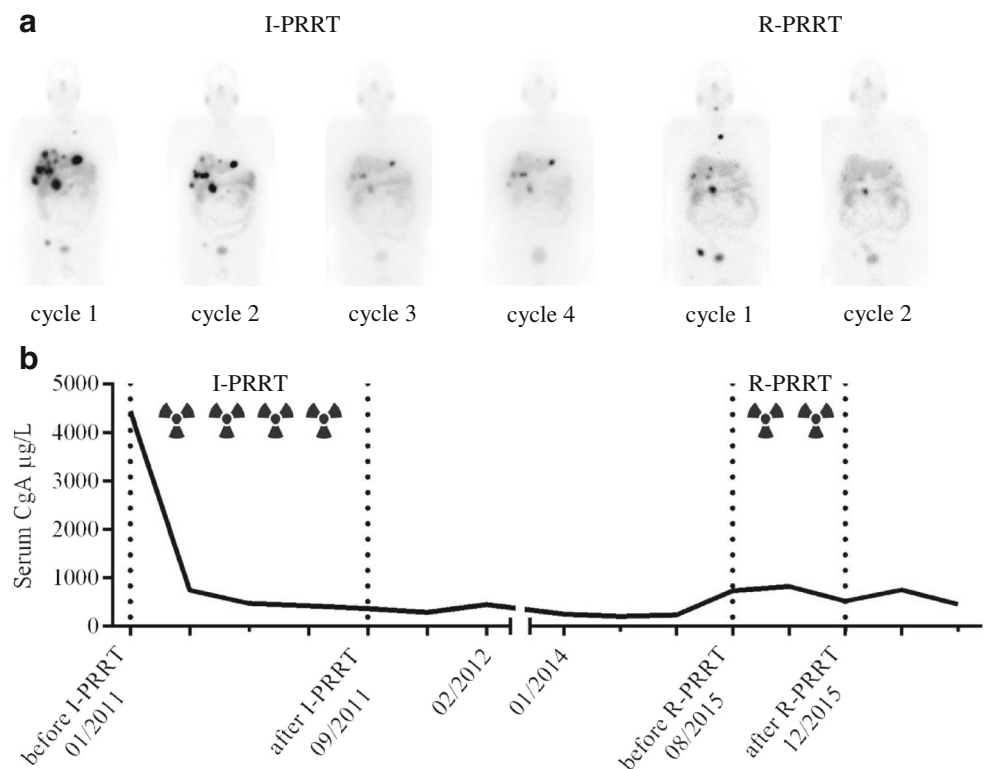 a
I-PRRT
R-PRRT
cycle 1
cycle 2
cycle 3
cycle 4
cycle 1
cycle 2
b
5000
4000
3000
2000
1000
0
Serum CgA µg/L
I-PRRT
R-PRRT
before I-PRRT
01/2011
after I-PRRT
09/2011
02/2012
01/2014
before R-PRRT
08/2015
after R-PRRT
12/2015